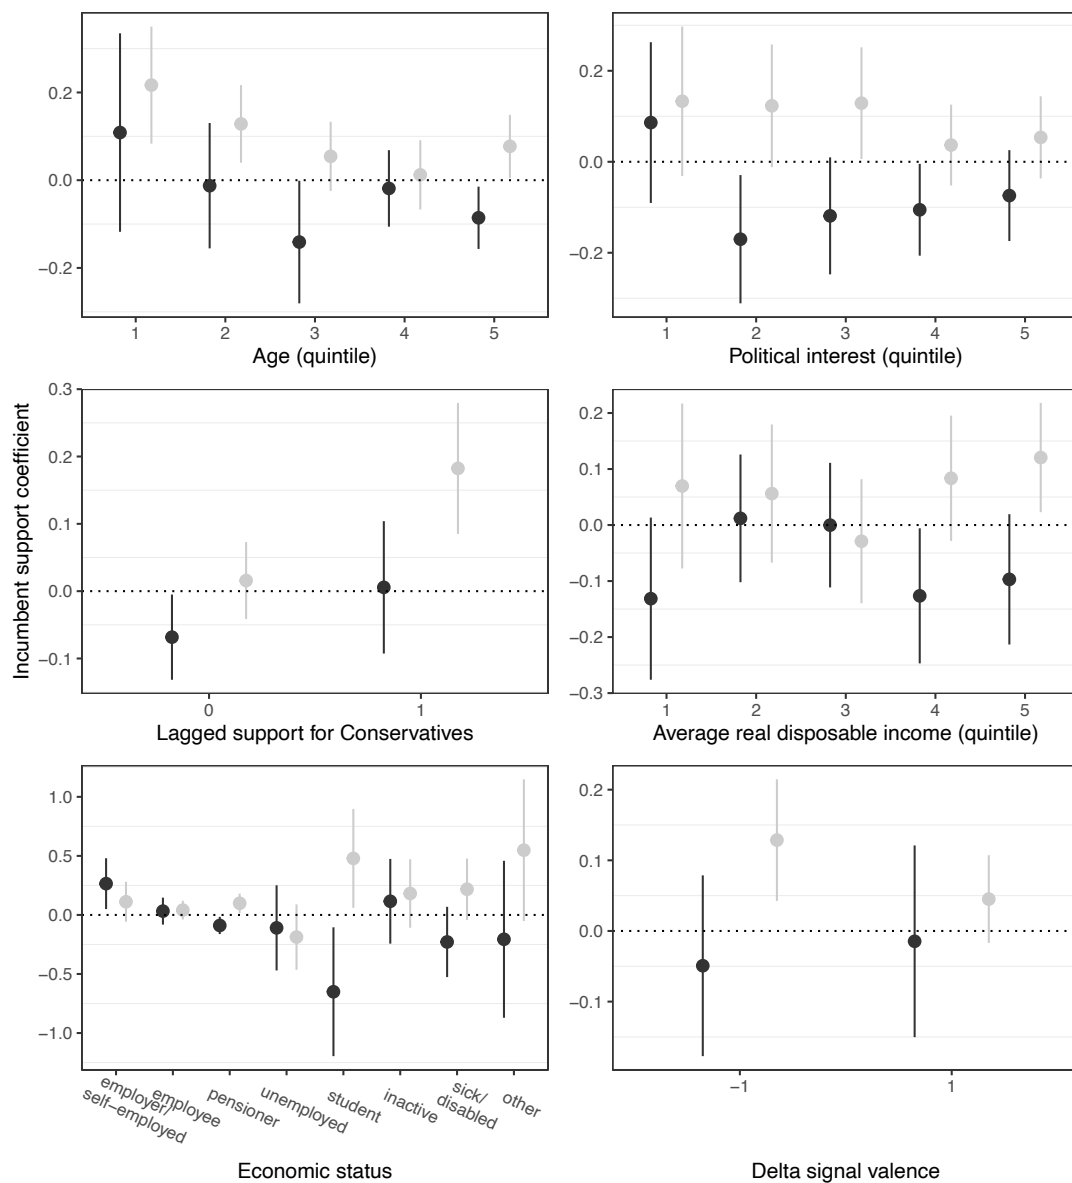 0.2
0.0
−0.2
1 2 3 4 5
Age (quintile)
0.2
0.0
−0.2
1 2 3 4 5
Political interest (quintile)
Incumbent support coefficient
0.3
0.2
0.1
0.0
−0.1
0 1
Lagged support for Conservatives
0.2
0.1
0.0
−0.1
−0.2
−0.3
1 2 3 4 5
Average real disposable income (quintile)
1.0
0.5
0.0
−0.5
−1.0
employer/
self−employed
employee
pensioner
unemployed
student
inactive
sick/
disabled
other
Economic status
0.2
0.1
0.0
−0.1
−1 1
Delta signal valence